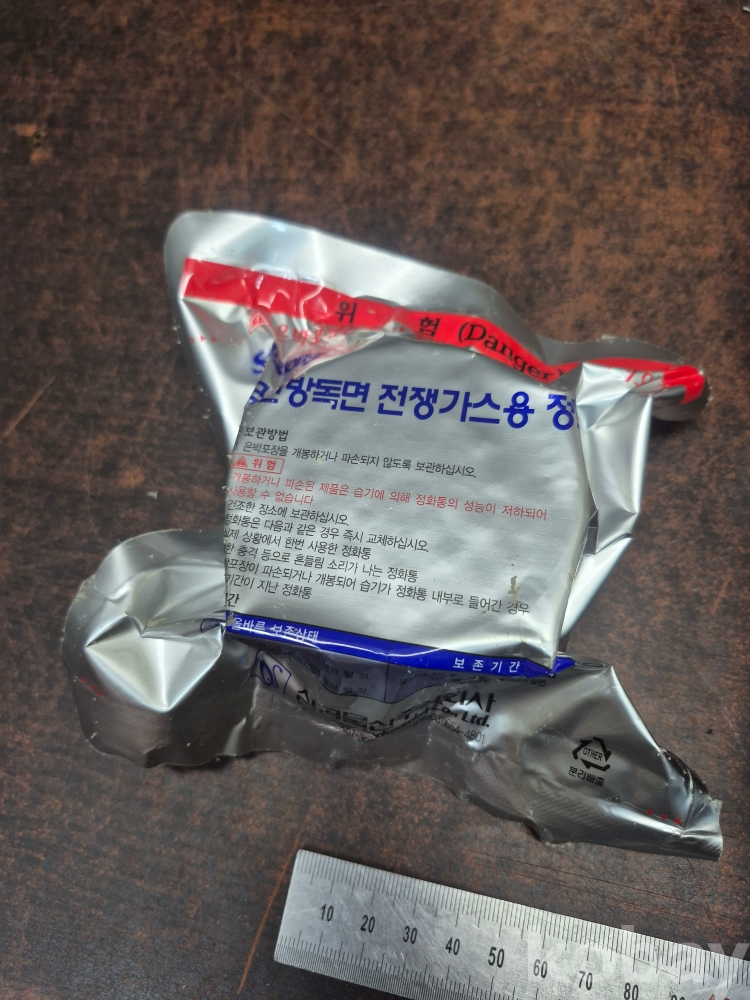 위 험 (Danger)
방독면 전쟁가스용 정
보관방법
은박포장을 개봉하거나 파손되지 않도록 보관하십시오.
위 험
개봉하거나 파손된 제품은 습기에 의해 정화통의 성능이 저하되어
사용할 수 없습니다.
건조한 장소에 보관하십시오.
정화통은 다음과 같은 경우 즉시 교체하십시오.
실제 상황에서 한번 사용한 정화통
한 충격 등으로 흔들림 소리가 나는 정화통
포장이 파손되거나 개봉되어 습기가 정화통 내부로 들어간 경우
기간이 지난 정화통
간
올바른 보존상태 보 존 기 간
회사
Co., Ltd.
4801
OTHER
분리배출
10 20 30 40 50 60 70 80
kobay